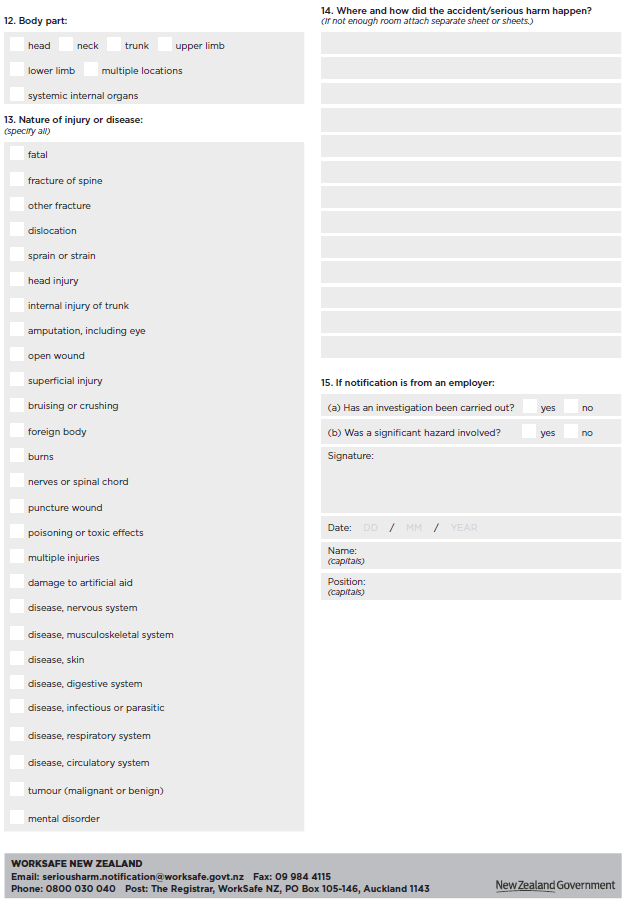 12. Body part:
head neck trunk upper limb
lower limb multiple locations
systemic internal organs
13. Nature of injury or disease:
(specify all)
fatal
fracture of spine
other fracture
dislocation
sprain or strain
head injury
internal injury of trunk
amputation, including eye
open wound
superficial injury
bruising or crushing
foreign body
burns
nerves or spinal chord
puncture wound
poisoning or toxic effects
multiple injuries
damage to artificial aid
disease, nervous system
disease, musculoskeletal system
disease, skin
disease, digestive system
disease, infectious or parasitic
disease, respiratory system
disease, circulatory system
tumour (malignant or benign)
mental disorder
14. Where and how did the accident/serious harm happen?
(If not enough room attach separate sheet or sheets.)
15. If notification is from an employer:
(a) Has an investigation been carried out? yes no
(b) Was a significant hazard involved? yes no
Signature:
Date: DD / MM / YEAR
Name:
(capitals)
Position:
(capitals)
WORKSAFE NEW ZEALAND
Email: seriousharm.notification@worksafe.govt.nz Fax: 09 984 4115
Phone: 0800 030 040 Post: The Registrar, WorkSafe NZ, PO Box 105-146, Auckland 1143
New Zealand Government